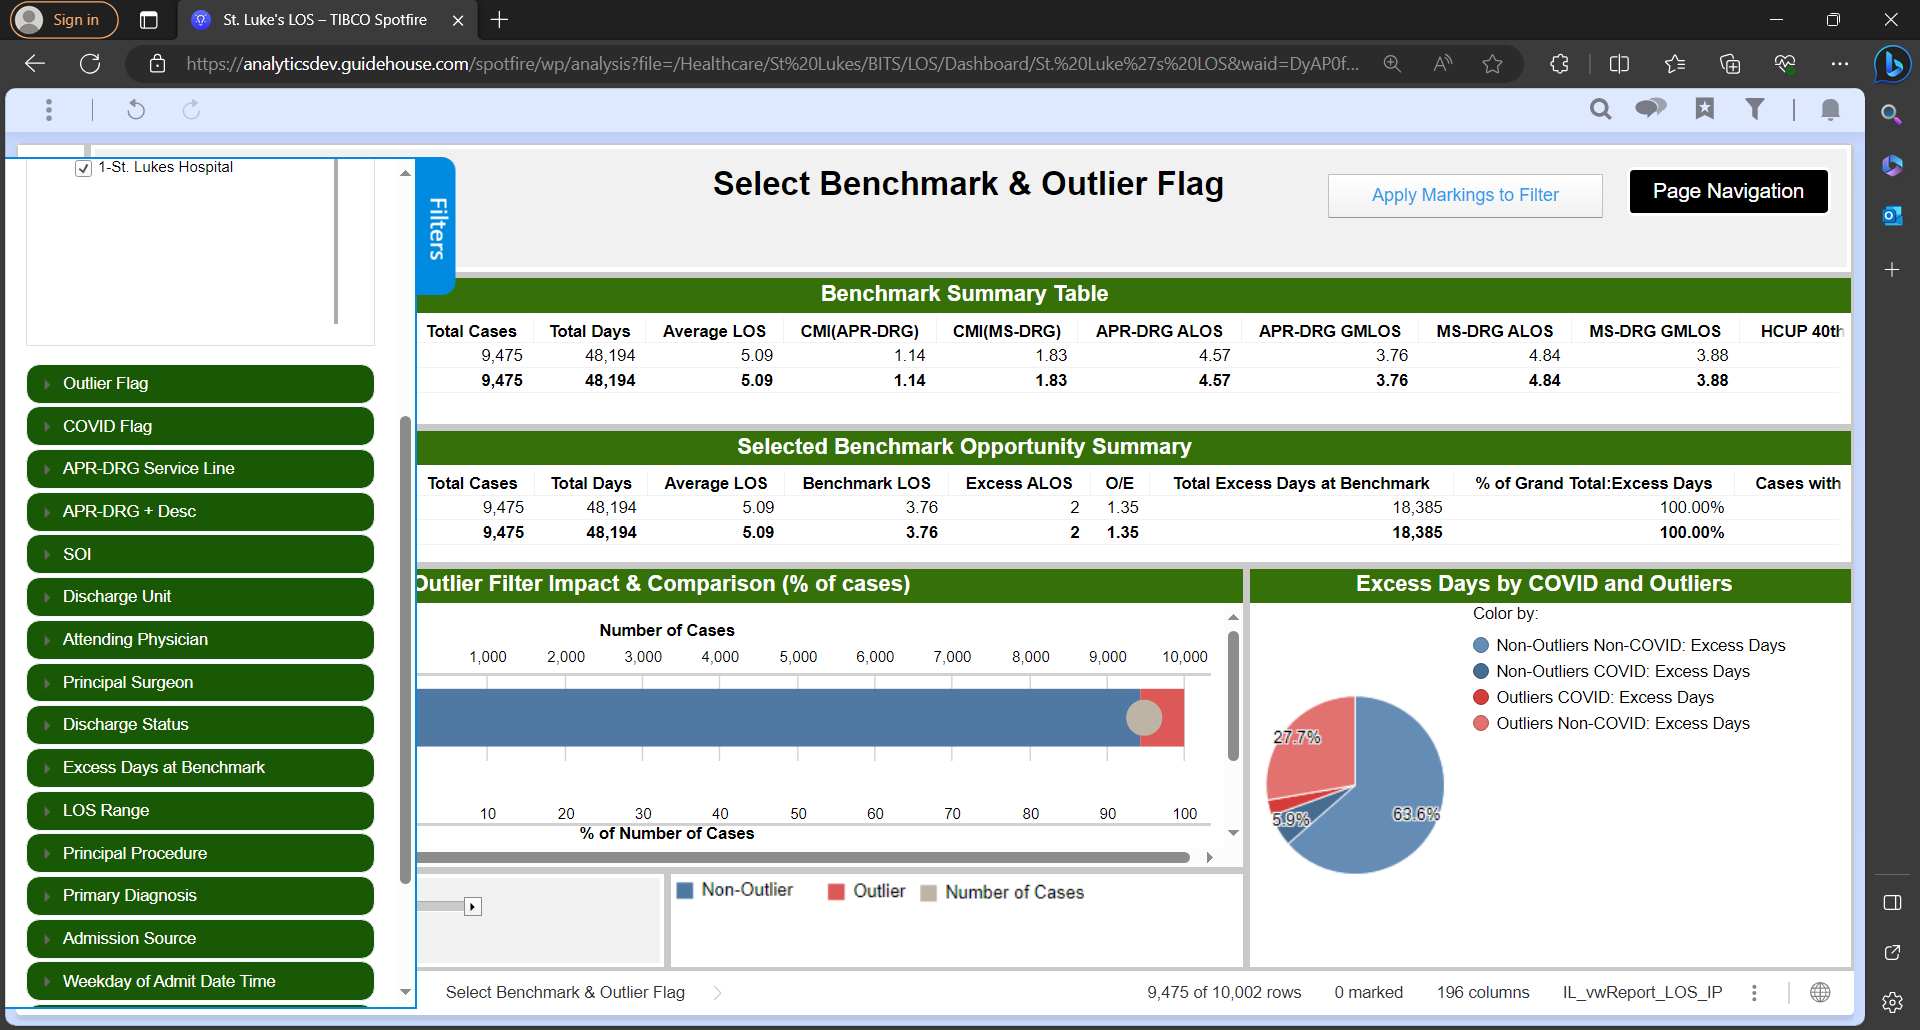 Sign in
St. Luke's LOS – TIBCO Spotfire
https://analyticsdev.guidehouse.com/spotfire/wp/analysis?file=/Healthcare/St%20Lukes/BITS/LOS/Dashboard/St.%20Luke%27s%20LOS&waid=DyAP0f...
1-St. Lukes Hospital
Filters
Select Benchmark & Outlier Flag
Apply Markings to Filter
Page Navigation
Outlier Flag
COVID Flag
APR-DRG Service Line
APR-DRG + Desc
SOI
Discharge Unit
Attending Physician
Principal Surgeon
Discharge Status
Excess Days at Benchmark
LOS Range
Principal Procedure
Primary Diagnosis
Admission Source
Weekday of Admit Date Time
Benchmark Summary Table
Total Cases Total Days Average LOS CMI(APR-DRG) CMI(MS-DRG) APR-DRG ALOS APR-DRG GMLOS MS-DRG ALOS MS-DRG GMLOS HCUP 40th
9,475 48,194 5.09 1.14 1.83 4.57 3.76 4.84 3.88
9,475 48,194 5.09 1.14 1.83 4.57 3.76 4.84 3.88
Selected Benchmark Opportunity Summary
Total Cases Total Days Average LOS Benchmark LOS Excess ALOS O/E Total Excess Days at Benchmark % of Grand Total:Excess Days Cases with
9,475 48,194 5.09 3.76 2 1.35 18,385 100.00%
9,475 48,194 5.09 3.76 2 1.35 18,385 100.00%
Outlier Filter Impact & Comparison (% of cases)
Number of Cases
1,000 2,000 3,000 4,000 5,000 6,000 7,000 8,000 9,000 10,000
10 20 30 40 50 60 70 80 90 100
% of Number of Cases
Non-Outlier Outlier Number of Cases
Excess Days by COVID and Outliers
Color by:
Non-Outliers Non-COVID: Excess Days
Non-Outliers COVID: Excess Days
Outliers COVID: Excess Days
Outliers Non-COVID: Excess Days
27.7%
5.9%
63.6%
Select Benchmark & Outlier Flag
9,475 of 10,002 rows 0 marked 196 columns IL_vwReport_LOS_IP